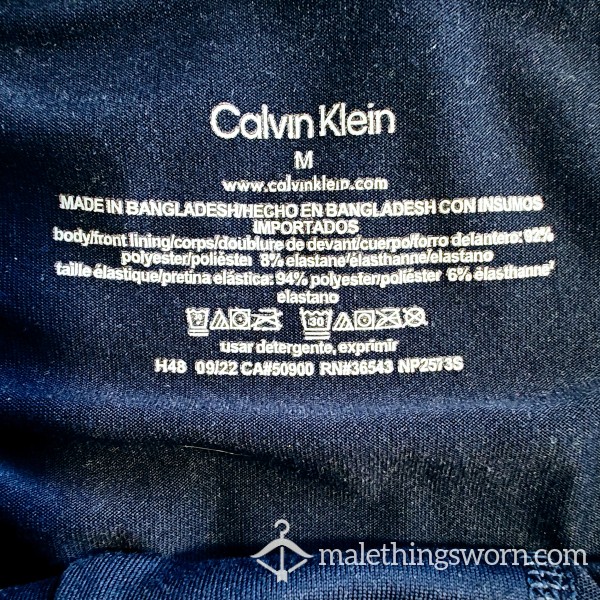 Calvin Klein
M
www.calvinklein.com
MADE IN BANGLADESH/HECHO EN BANGLADESH CON INSUMOS
IMPORTADOS
body/front lining/corps/doublure de devant/cuerpo/forro delantero: 92%
polyester/poliéster 8% elastane/élasthanne/elastano
taille élastique/pretina elástica: 94% polyester/poliéster 6% élasthanne/
elastano
30
usar detergente, exprimir
H48 09/22 CA#50900 RN#36543 NP2573S
malethingsworn.com